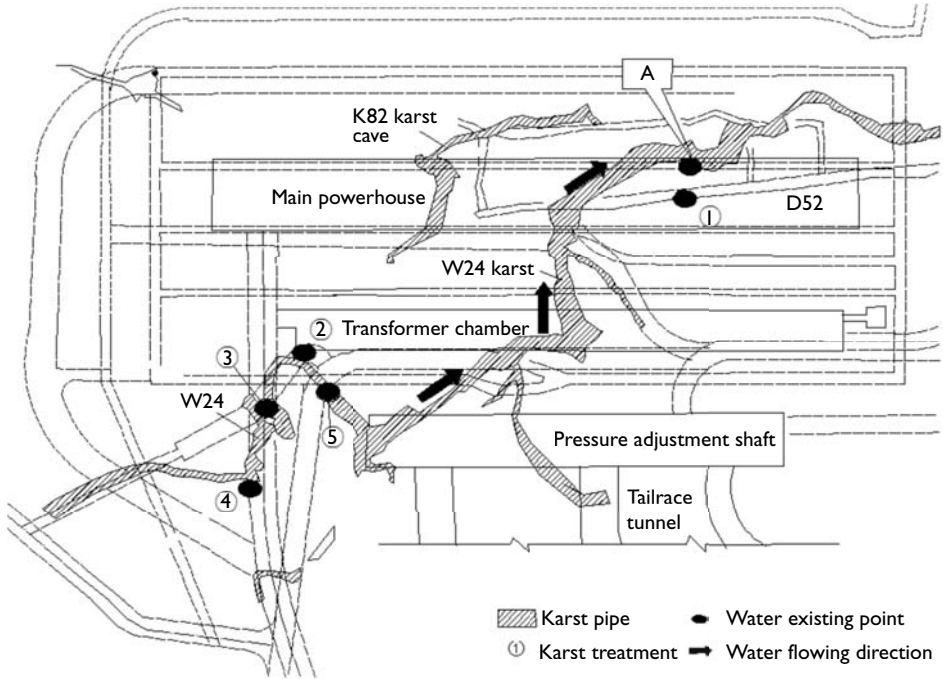 A
K82 karst
cave
Main powerhouse
①
D52
W24 karst
②
Transformer chamber
③
W24
⑤
Pressure adjustment shaft
④
Tailrace
tunnel
Karst pipe
Water existing point
① Karst treatment
Water flowing direction